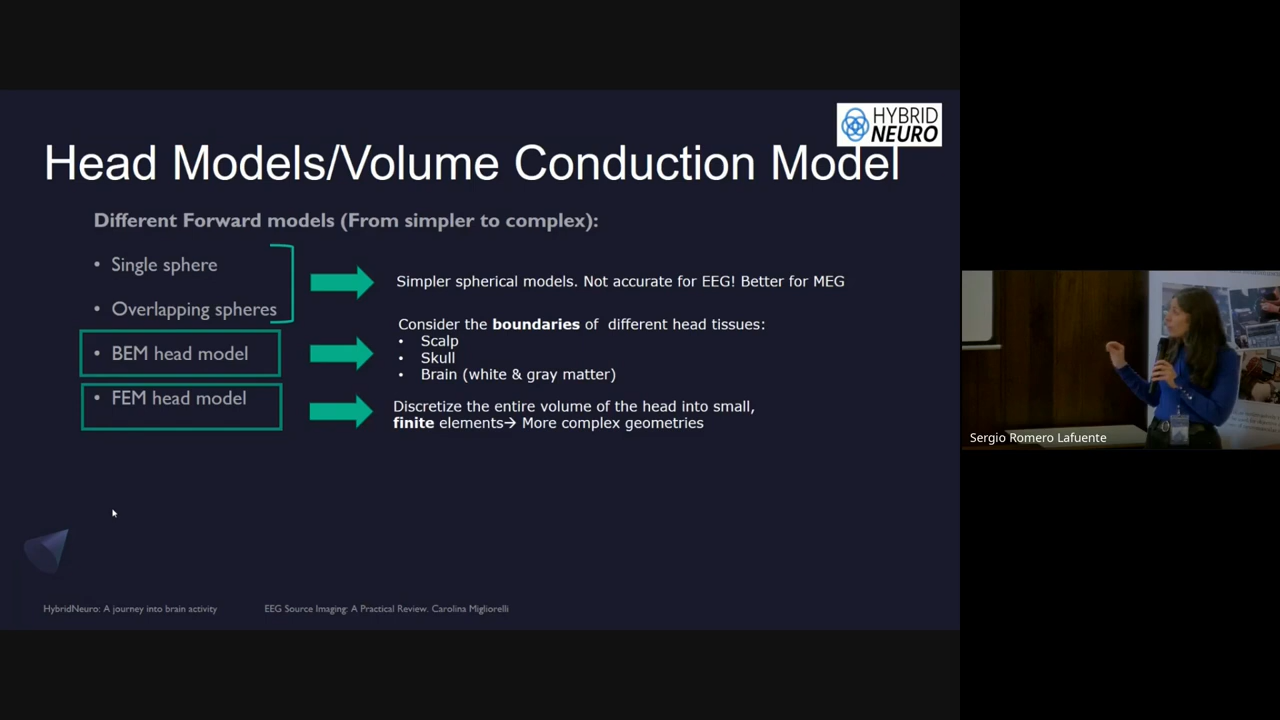 HYBRID
NEURO
Head Models/Volume Conduction Model
Different Forward models (From simpler to complex):
• Single sphere
• Overlapping spheres
Simpler spherical models. Not accurate for EEG! Better for MEG
• BEM head model
Consider the boundaries of different head tissues:
• Scalp
• Skull
• Brain (white & gray matter)
• FEM head model
Discretize the entire volume of the head into small,
finite elements→ More complex geometries
HybridNeuro: A journey into brain activity
EEG Source Imaging: A Practical Review. Carolina Migliorelli
Sergio Romero Lafuente